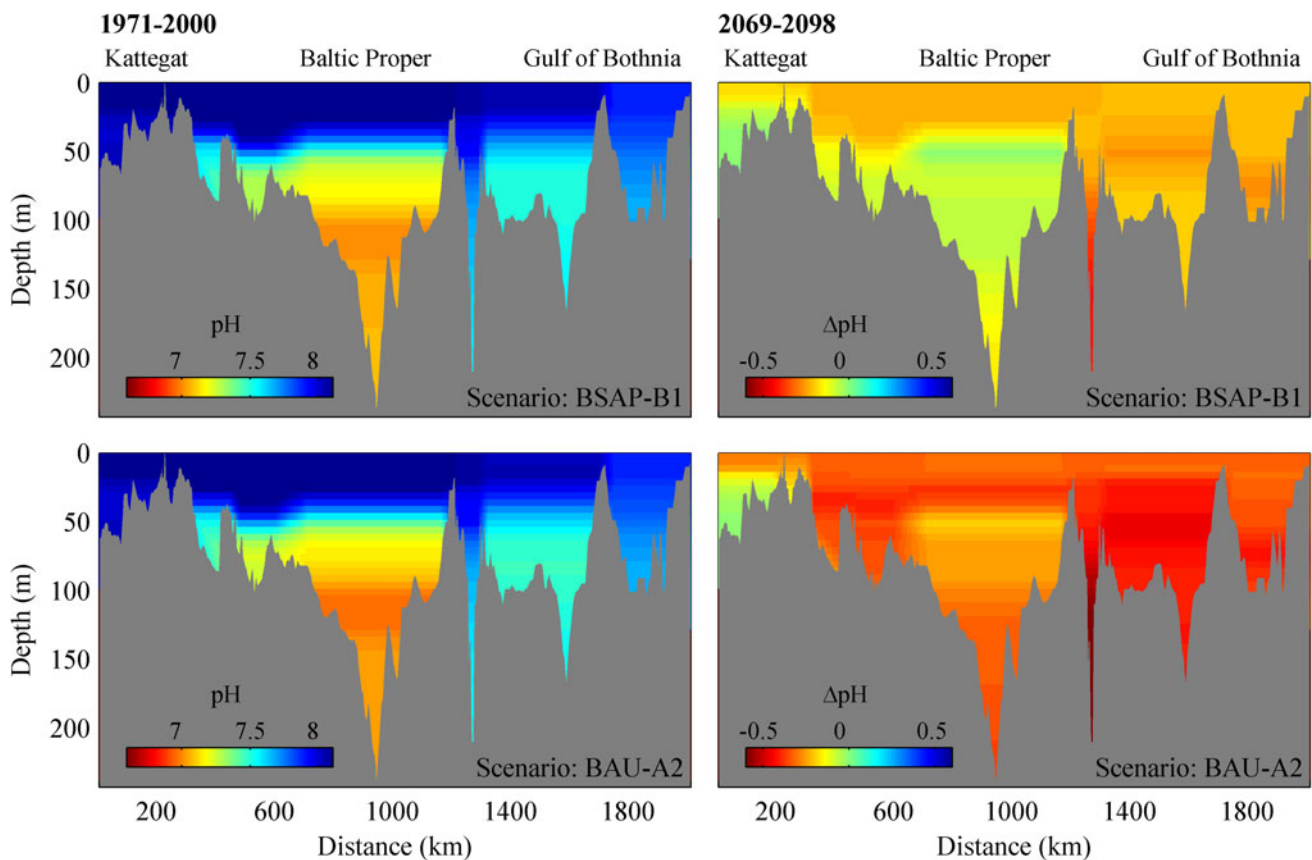 1971-2000
2069-2098
Kattegat Baltic Proper Gulf of Bothnia
Kattegat Baltic Proper Gulf of Bothnia
0
50
100
150
200
Depth (m)
pH
7 7.5 8
Scenario: BSAP-B1
ΔpH
-0.5 0 0.5
Scenario: BSAP-B1
0
50
100
150
200
Depth (m)
pH
7 7.5 8
Scenario: BAU-A2
ΔpH
-0.5 0 0.5
Scenario: BAU-A2
200 600 1000 1400 1800
Distance (km)
200 600 1000 1400 1800
Distance (km)